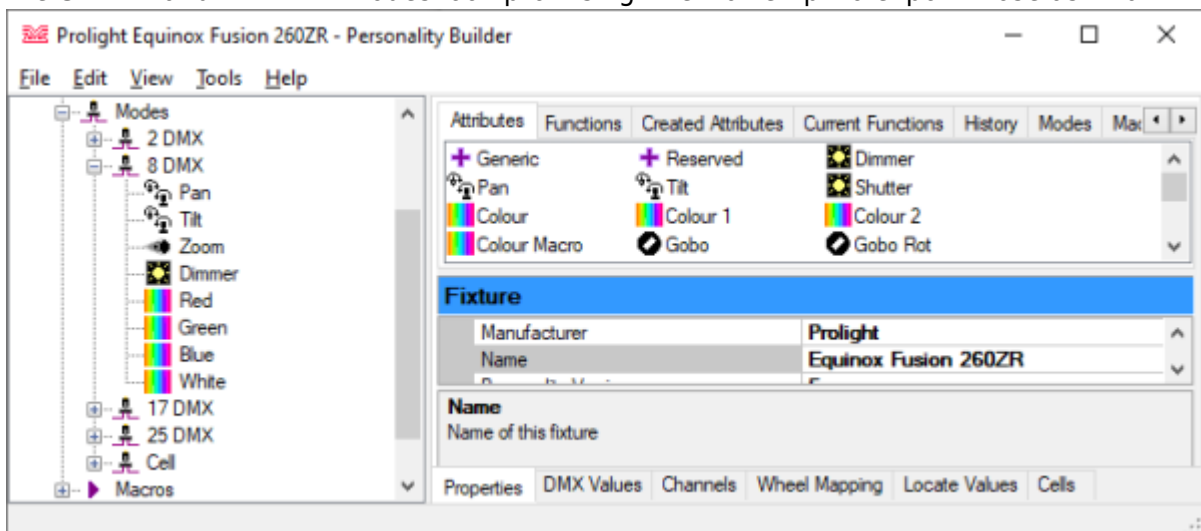 Prolight Equinox Fusion 260ZR - Personality Builder
File Edit View Tools Help
Modes
2 DMX
8 DMX
Pan
Tilt
Zoom
Dimmer
Red
Green
Blue
White
17 DMX
25 DMX
Cell
Macros
Attributes Functions Created Attributes Current Functions History Modes
Generic Reserved Dimmer
Pan Tilt Shutter
Colour Colour 1 Colour 2
Colour Macro Gobo Gobo Rot
Fixture
Manufacturer Prolight
Name Equinox Fusion 260ZR
Name
Name of this fixture
Properties DMX Values Channels Wheel Mapping Locate Values Cells